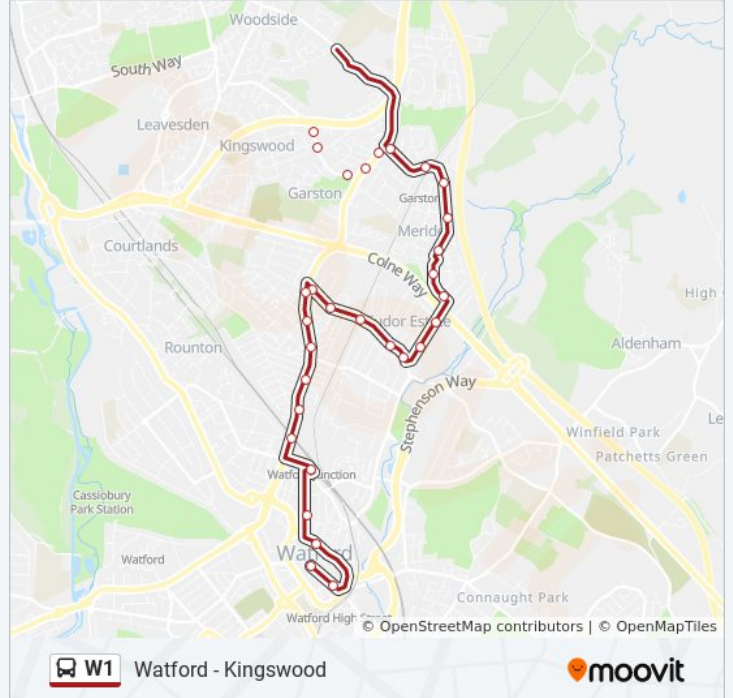 Woodside
South Way
Leavesden
Kingswood
Garston
Garston
Meride
Courtlands
Colne Way
High
Tudor Estate
Rounton
Aldenham
Stephenson Way
Le
Winfield Park
Patchetts Green
Watford Junction
Cassiobury
Park Station
Watford
Watford
Connaught Park
Watford High Street
© OpenStreetMap contributors | © OpenMapTiles
W1 Watford - Kingswood moovit